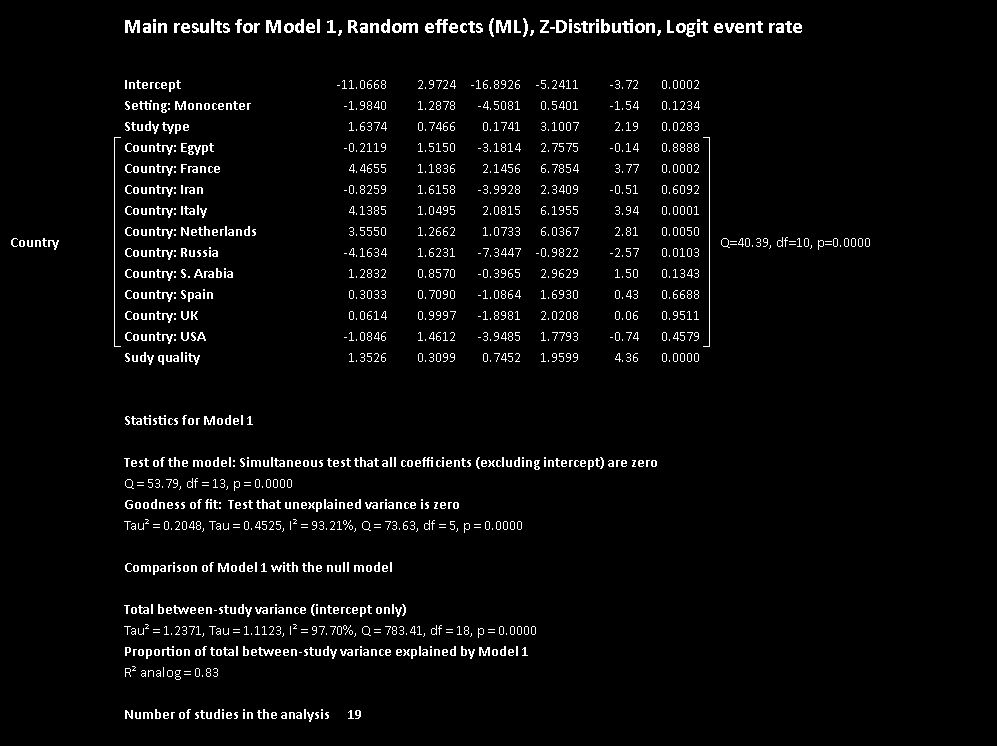 Main results for Model 1, Random effects (ML), Z-Distribution, Logit event rate
Intercept -11.0668 2.9724 -16.8926 -5.2411 -3.72 0.0002
Setting: Monocenter -1.9840 1.2878 -4.5081 0.5401 -1.54 0.1234
Study type 1.6374 0.7466 0.1741 3.1007 2.19 0.0283
Country: Egypt -0.2119 1.5150 -3.1814 2.7575 -0.14 0.8888
Country: France 4.4655 1.1836 2.1456 6.7854 3.77 0.0002
Country: Iran -0.8259 1.6158 -3.9928 2.3409 -0.51 0.6092
Country: Italy 4.1385 1.0495 2.0815 6.1955 3.94 0.0001
Country: Netherlands 3.5550 1.2662 1.0733 6.0367 2.81 0.0050
Country Q=40.39, df=10, p=0.0000
Country: Russia -4.1634 1.6231 -7.3447 -0.9822 -2.57 0.0103
Country: S. Arabia 1.2832 0.8570 -0.3965 2.9629 1.50 0.1343
Country: Spain 0.3033 0.7090 -1.0864 1.6930 0.43 0.6688
Country: UK 0.0614 0.9997 -1.8981 2.0208 0.06 0.9511
Country: USA -1.0846 1.4612 -3.9485 1.7793 -0.74 0.4579
Sudy quality 1.3526 0.3099 0.7452 1.9599 4.36 0.0000
Statistics for Model 1
Test of the model: Simultaneous test that all coefficients (excluding intercept) are zero
Q = 53.79, df = 13, p = 0.0000
Goodness of fit: Test that unexplained variance is zero
Tau² = 0.2048, Tau = 0.4525, I² = 93.21%, Q = 73.63, df = 5, p = 0.0000
Comparison of Model 1 with the null model
Total between-study variance (intercept only)
Tau² = 1.2371, Tau = 1.1123, I² = 97.70%, Q = 783.41, df = 18, p = 0.0000
Proportion of total between-study variance explained by Model 1
R² analog = 0.83
Number of studies in the analysis 19